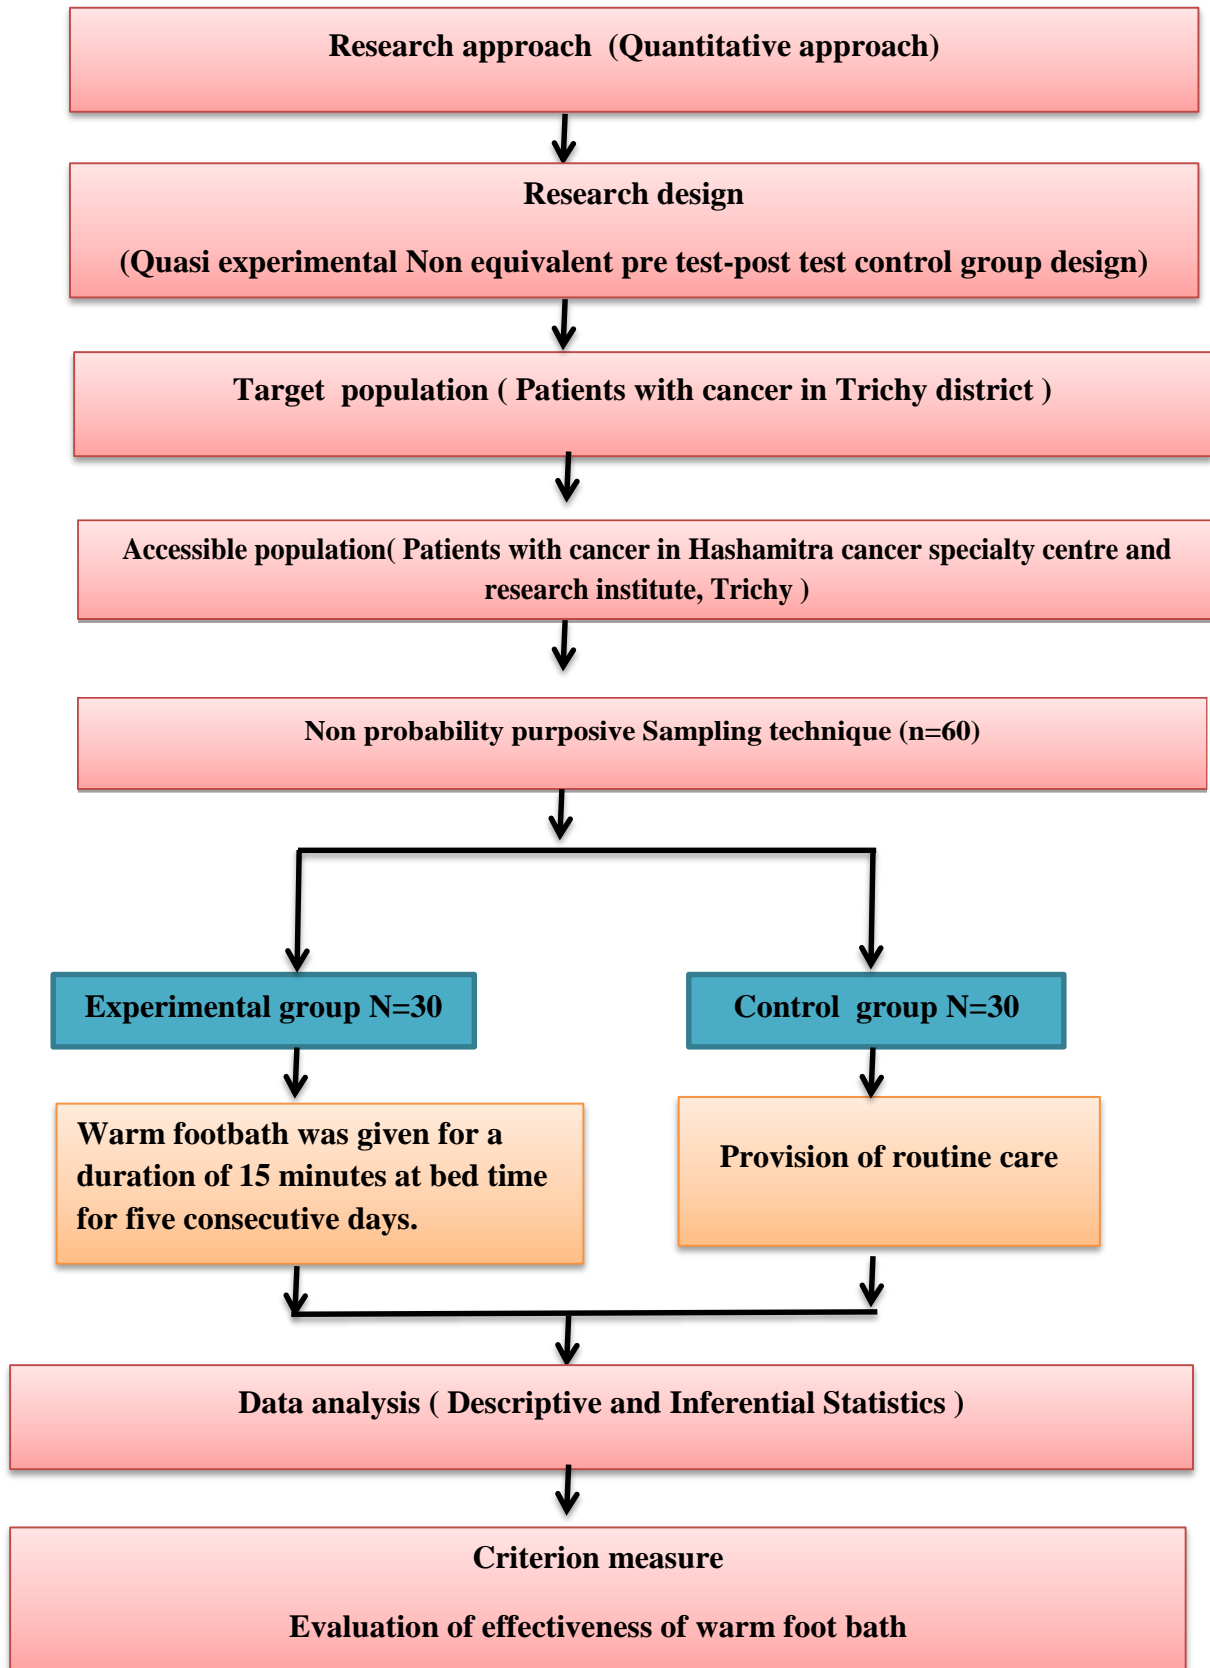 Research approach (Quantitative approach)
Research design
(Quasi experimental Non equivalent pre test-post test control group design)
Target population ( Patients with cancer in Trichy district )
Accessible population( Patients with cancer in Hashamitra cancer specialty centre and
research institute, Trichy )
Non probability purposive Sampling technique (n=60)
Experimental group N=30
Control group N=30
Warm footbath was given for a
duration of 15 minutes at bed time
for five consecutive days.
Provision of routine care
Data analysis ( Descriptive and Inferential Statistics )
Criterion measure
Evaluation of effectiveness of warm foot bath